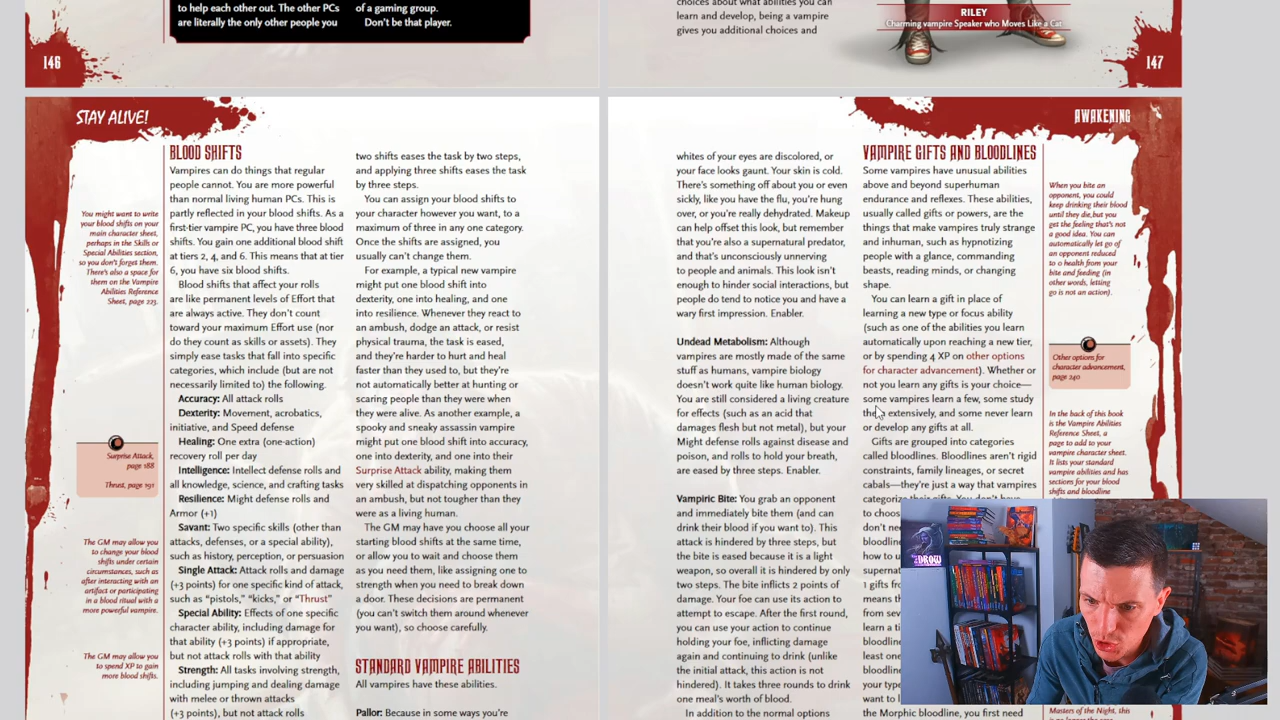 to help each other out. The other PCs
are literally the only other people you
of a gaming group.
Don't be that player.
146
choices about what abilities you can
learn and develop, being a vampire
gives you additional choices and
RILEY
Charming vampire Speaker who Moves Like a Cat
147
STAY ALIVE!
You might want to write
your blood shifts on your
main character sheet,
perhaps in the Skills or
Special Abilities section,
so you don't forget them.
There's also a space for
them on the Vampire
Abilities Reference
Sheet, page 223.
Surprise Attack,
page 188
Thrust, page 191
The GM may allow you
to change your blood
shifts under certain
circumstances, such as
after interacting with an
artifact or participating
in a blood ritual with a
more powerful vampire.
The GM may allow you
to spend XP to gain
more blood shifts.
BLOOD SHIFTS
Vampires can do things that regular
people cannot. You are more powerful
than normal living human PCs. This is
partly reflected in your blood shifts. As a
first-tier vampire PC, you have three blood
shifts. You gain one additional blood shift
at tiers 2, 4, and 6. This means that at tier
6, you have six blood shifts.
Blood shifts that affect your rolls
are like permanent levels of Effort that
are always active. They don't count
toward your maximum Effort use (nor
do they count as skills or assets). They
simply ease tasks that fall into specific
categories, which include (but are not
necessarily limited to) the following.
Accuracy: All attack rolls
Dexterity: Movement, acrobatics,
initiative, and Speed defense
Healing: One extra (one-action)
recovery roll per day
Intelligence: Intellect defense rolls and
all knowledge, science, and crafting tasks
Resilience: Might defense rolls and
Armor (+1)
Savant: Two specific skills (other than
attacks, defenses, or a special ability),
such as history, perception, or persuasion
Single Attack: Attack rolls and damage
(+3 points) for one specific kind of attack,
such as "pistols," "kicks," or "Thrust"
Special Ability: Effects of one specific
character ability, including damage for
that ability (+3 points) if appropriate,
but not attack rolls with that ability
Strength: All tasks involving strength,
including jumping and dealing damage
with melee or thrown attacks
(+3 points), but not attack rolls
two shifts eases the task by two steps,
and applying three shifts eases the task
by three steps.
You can assign your blood shifts to
your character however you want, to a
maximum of three in any one category.
Once the shifts are assigned, you
usually can't change them.
For example, a typical new vampire
might put one blood shift into
dexterity, one into healing, and one
into resilience. Whenever they react to
an ambush, dodge an attack, or resist
physical trauma, the task is eased,
and they're harder to hurt and heal
faster than they used to, but they're
not automatically better at hunting or
scaring people than they were when
they were alive. As another example, a
spooky and sneaky assassin vampire
might put one blood shift into accuracy,
one into dexterity, and one into their
Surprise Attack ability, making them
very skilled at dispatching opponents in
an ambush, but not tougher than they
were as a living human.
The GM may have you choose all your
starting blood shifts at the same time,
or allow you to wait and choose them
as you need them, like assigning one to
strength when you need to break down
a door. These decisions are permanent
(you can't switch them around whenever
you want), so choose carefully.
STANDARD VAMPIRE ABILITIES
All vampires have these abilities.
Pallor: Because in some ways you're
AWAKENING
whites of your eyes are discolored, or
your face looks gaunt. Your skin is cold.
There's something off about you or even
sickly, like you have the flu, you're hung
over, or you're really dehydrated. Makeup
can help offset this look, but remember
that you're also a supernatural predator,
and that's unconsciously unnerving
to people and animals. This look isn't
enough to hinder social interactions, but
people do tend to notice you and have a
wary first impression. Enabler.
Undead Metabolism: Although
vampires are mostly made of the same
stuff as humans, vampire biology
doesn't work quite like human biology.
You are still considered a living creature
for effects (such as an acid that
damages flesh but not metal), but your
Might defense rolls against disease and
poison, and rolls to hold your breath,
are eased by three steps. Enabler.
Vampiric Bite: You grab an opponent
and immediately bite them (and can
drink their blood if you want to). This
attack is hindered by three steps, but
the bite is eased because it is a light
weapon, so overall it is hindered by only
two steps. The bite inflicts 2 points of
damage. Your foe can use its action to
attempt to escape. After the first round,
you can use your action to continue
holding your foe, inflicting damage
again and continuing to drink (unlike
the initial attack, this action is not
hindered). It takes three rounds to drink
one meal's worth of blood.
In addition to the normal options
VAMPIRE GIFTS AND BLOODLINES
Some vampires have unusual abilities
above and beyond superhuman
endurance and reflexes. These abilities,
usually called gifts or powers, are the
things that make vampires truly strange
and inhuman, such as hypnotizing
people with a glance, commanding
beasts, reading minds, or changing
shape.
You can learn a gift in place of
learning a new type or focus ability
(such as one of the abilities you learn
automatically upon reaching a new tier,
or by spending 4 XP on other options
for character advancement). Whether or
not you learn any gifts is your choice—
some vampires learn a few, some study
them extensively, and some never learn
or develop any gifts at all.
Gifts are grouped into categories
called bloodlines. Bloodlines aren't rigid
constraints, family lineages, or secret
cabals—they're just a way that vampires
categorize their gifts. You don't have
to choos
don't nee
bloodline
how to u
supernat
1 gifts fro
means th
from sev
learn a ti
bloodline
least one
bloodline
your type
learn mo
the Morphic bloodline, you first need
When you bite an
opponent, you could
keep drinking their blood
until they die, but you
get the feeling that's not
a good idea. You can
automatically let go of
an opponent reduced
to 0 health from your
bite and feeding (in
other words, letting
go is not an action).
Other options for
character advancement,
page 240
In the back of this book
is the Vampire Abilities
Reference Sheet, a
page to add to your
vampire character sheet.
It lists your standard
vampire abilities and has
sections for your blood
shifts and bloodline
Masters of the Night, this
DROW